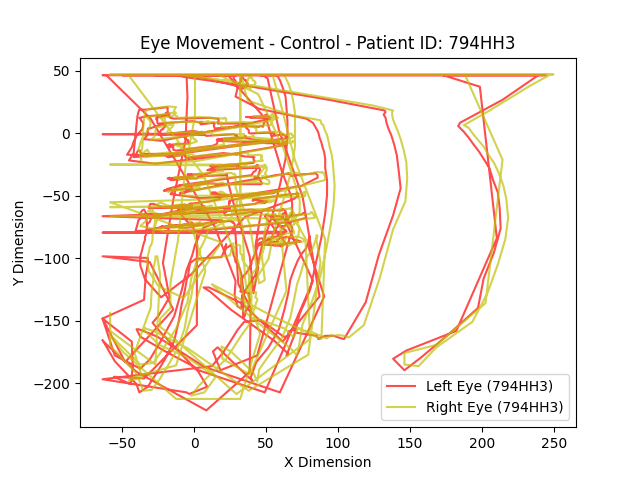 Eye Movement - Control - Patient ID: 794HH3
50
0
−50
−100
−150
−200
Y Dimension
−50
0
50
100
150
200
250
X Dimension
Left Eye (794HH3)
Right Eye (794HH3)